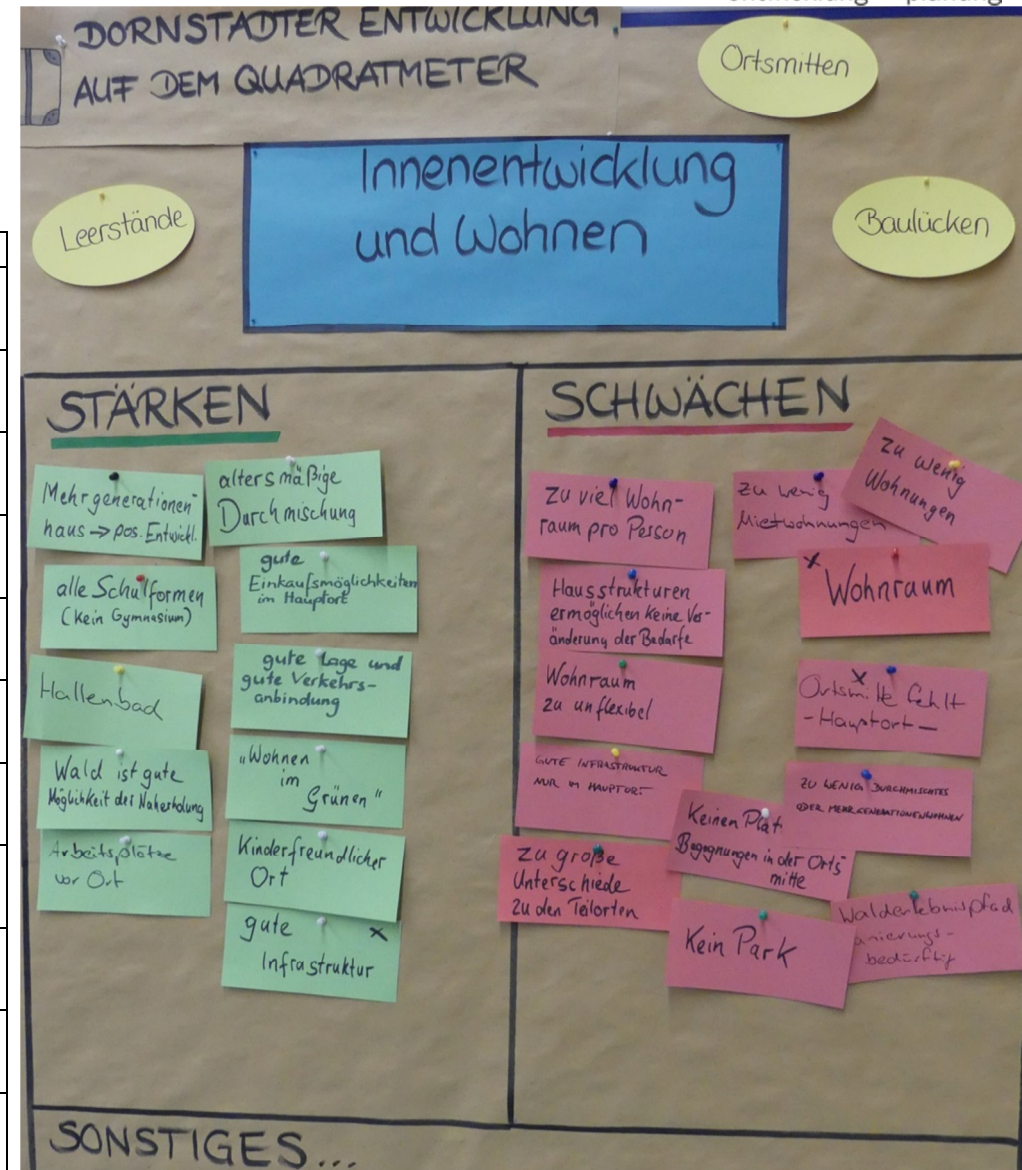 DORNSTADTER ENTWICKLUNG
AUF DEM QUADRATMETER
Ortsmitten
Innenentwicklung
und Wohnen
Leerstände
Baulücken
STÄRKEN
Mehrgenerationen-
haus → pos. Entwickl.
altersmäßige
Durchmischung
alle Schulformen
(Kein Gymnasium)
gute
Einkaufsmöglichkeiten
im Hauptort
Hallenbad
gute Lage und
gute Verkehrs-
anbindung
Wald ist gute
Möglichkeit der Naherholung
"Wohnen
im
Grünen"
Arbeitsplätze
vor Ort
Kinderfreundlicher
Ort
gute x
Infrastruktur
SCHWÄCHEN
Zu viel Wohn-
raum pro Person
Zu wenig
Mietwohnungen
Zu wenig
Wohnungen
Hausstrukturen
ermöglichen keine Ver-
änderung der Bedarfe
x Wohnraum
Wohnraum
zu unflexibel
x
Ortsmitte fehlt
- Hauptort -
GUTE INFRASTRUKTUR
NUR IM HAUPTORT
ZU WENIG DURCHMISCHTES
ODER MEHRGENERATIONENWOHNEN
Keinen Plat
Begegnungen in der Orts-
mitte
Zu große
Unterschiede
zu den Teilorten
Kein Park
Walderlebnispfad
anierungs-
bedürftig
SONSTIGES...